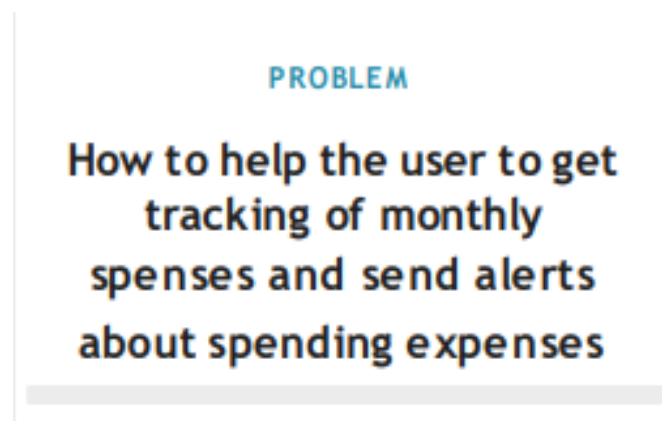 PROBLEM
How to help the user to get
tracking of monthly
spenses and send alerts
about spending expenses